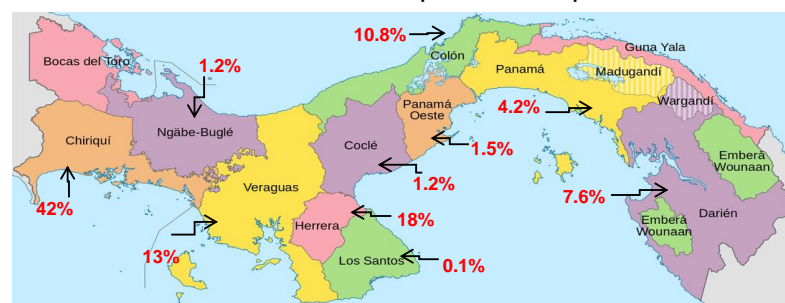 10.8%
Guna Yala
Bocas del Toro
1.2%
Colón
Panamá
Madugandí
Wargandí
Panamá
Oeste
4.2%
Chiriquí
Ngäbe-Buglé
Coclé
1.5%
Emberá
Wounaan
1.2%
Veraguas
7.6%
42%
18%
Herrera
Darién
Emberá
Wounaan
13%
Los Santos
0.1%